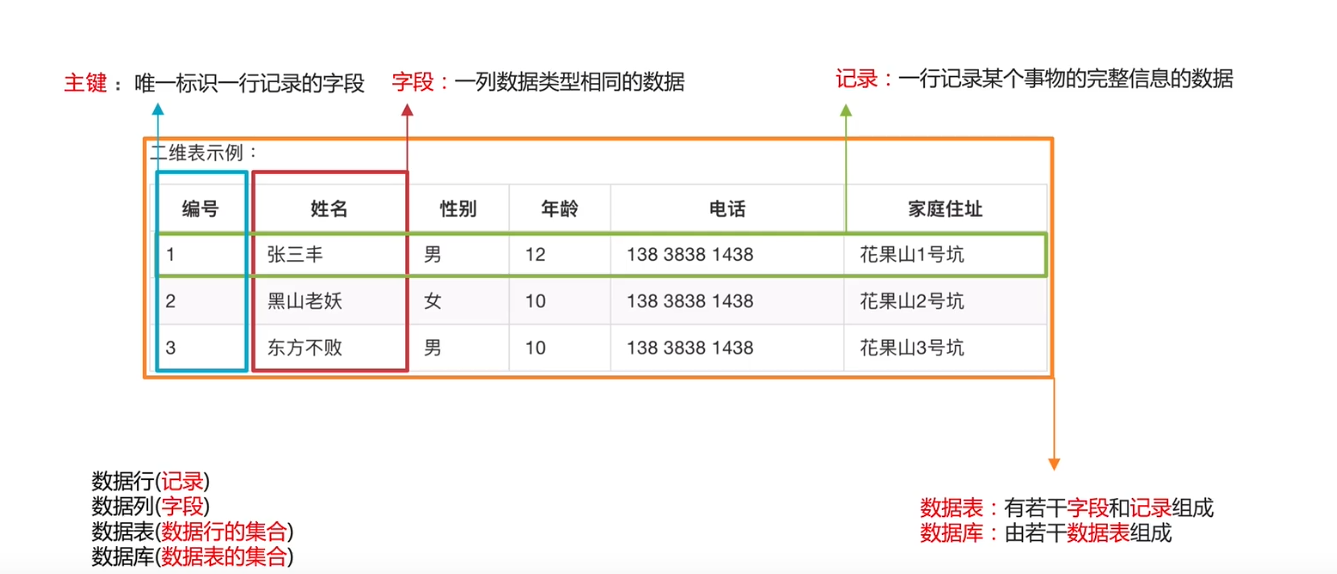 主键：唯一标识一行记录的字段
字段：一列数据类型相同的数据
记录：一行记录某个事物的完整信息的数据
二维表示例：
编号 姓名 性别 年龄 电话 家庭住址
1 张三丰 男 12 138 3838 1438 花果山1号坑
2 黑山老妖 女 10 138 3838 1438 花果山2号坑
3 东方不败 男 10 138 3838 1438 花果山3号坑
数据行(记录)
数据列(字段)
数据表(数据行的集合)
数据库(数据表的集合)
数据表：有若干字段和记录组成
数据库：由若干数据表组成